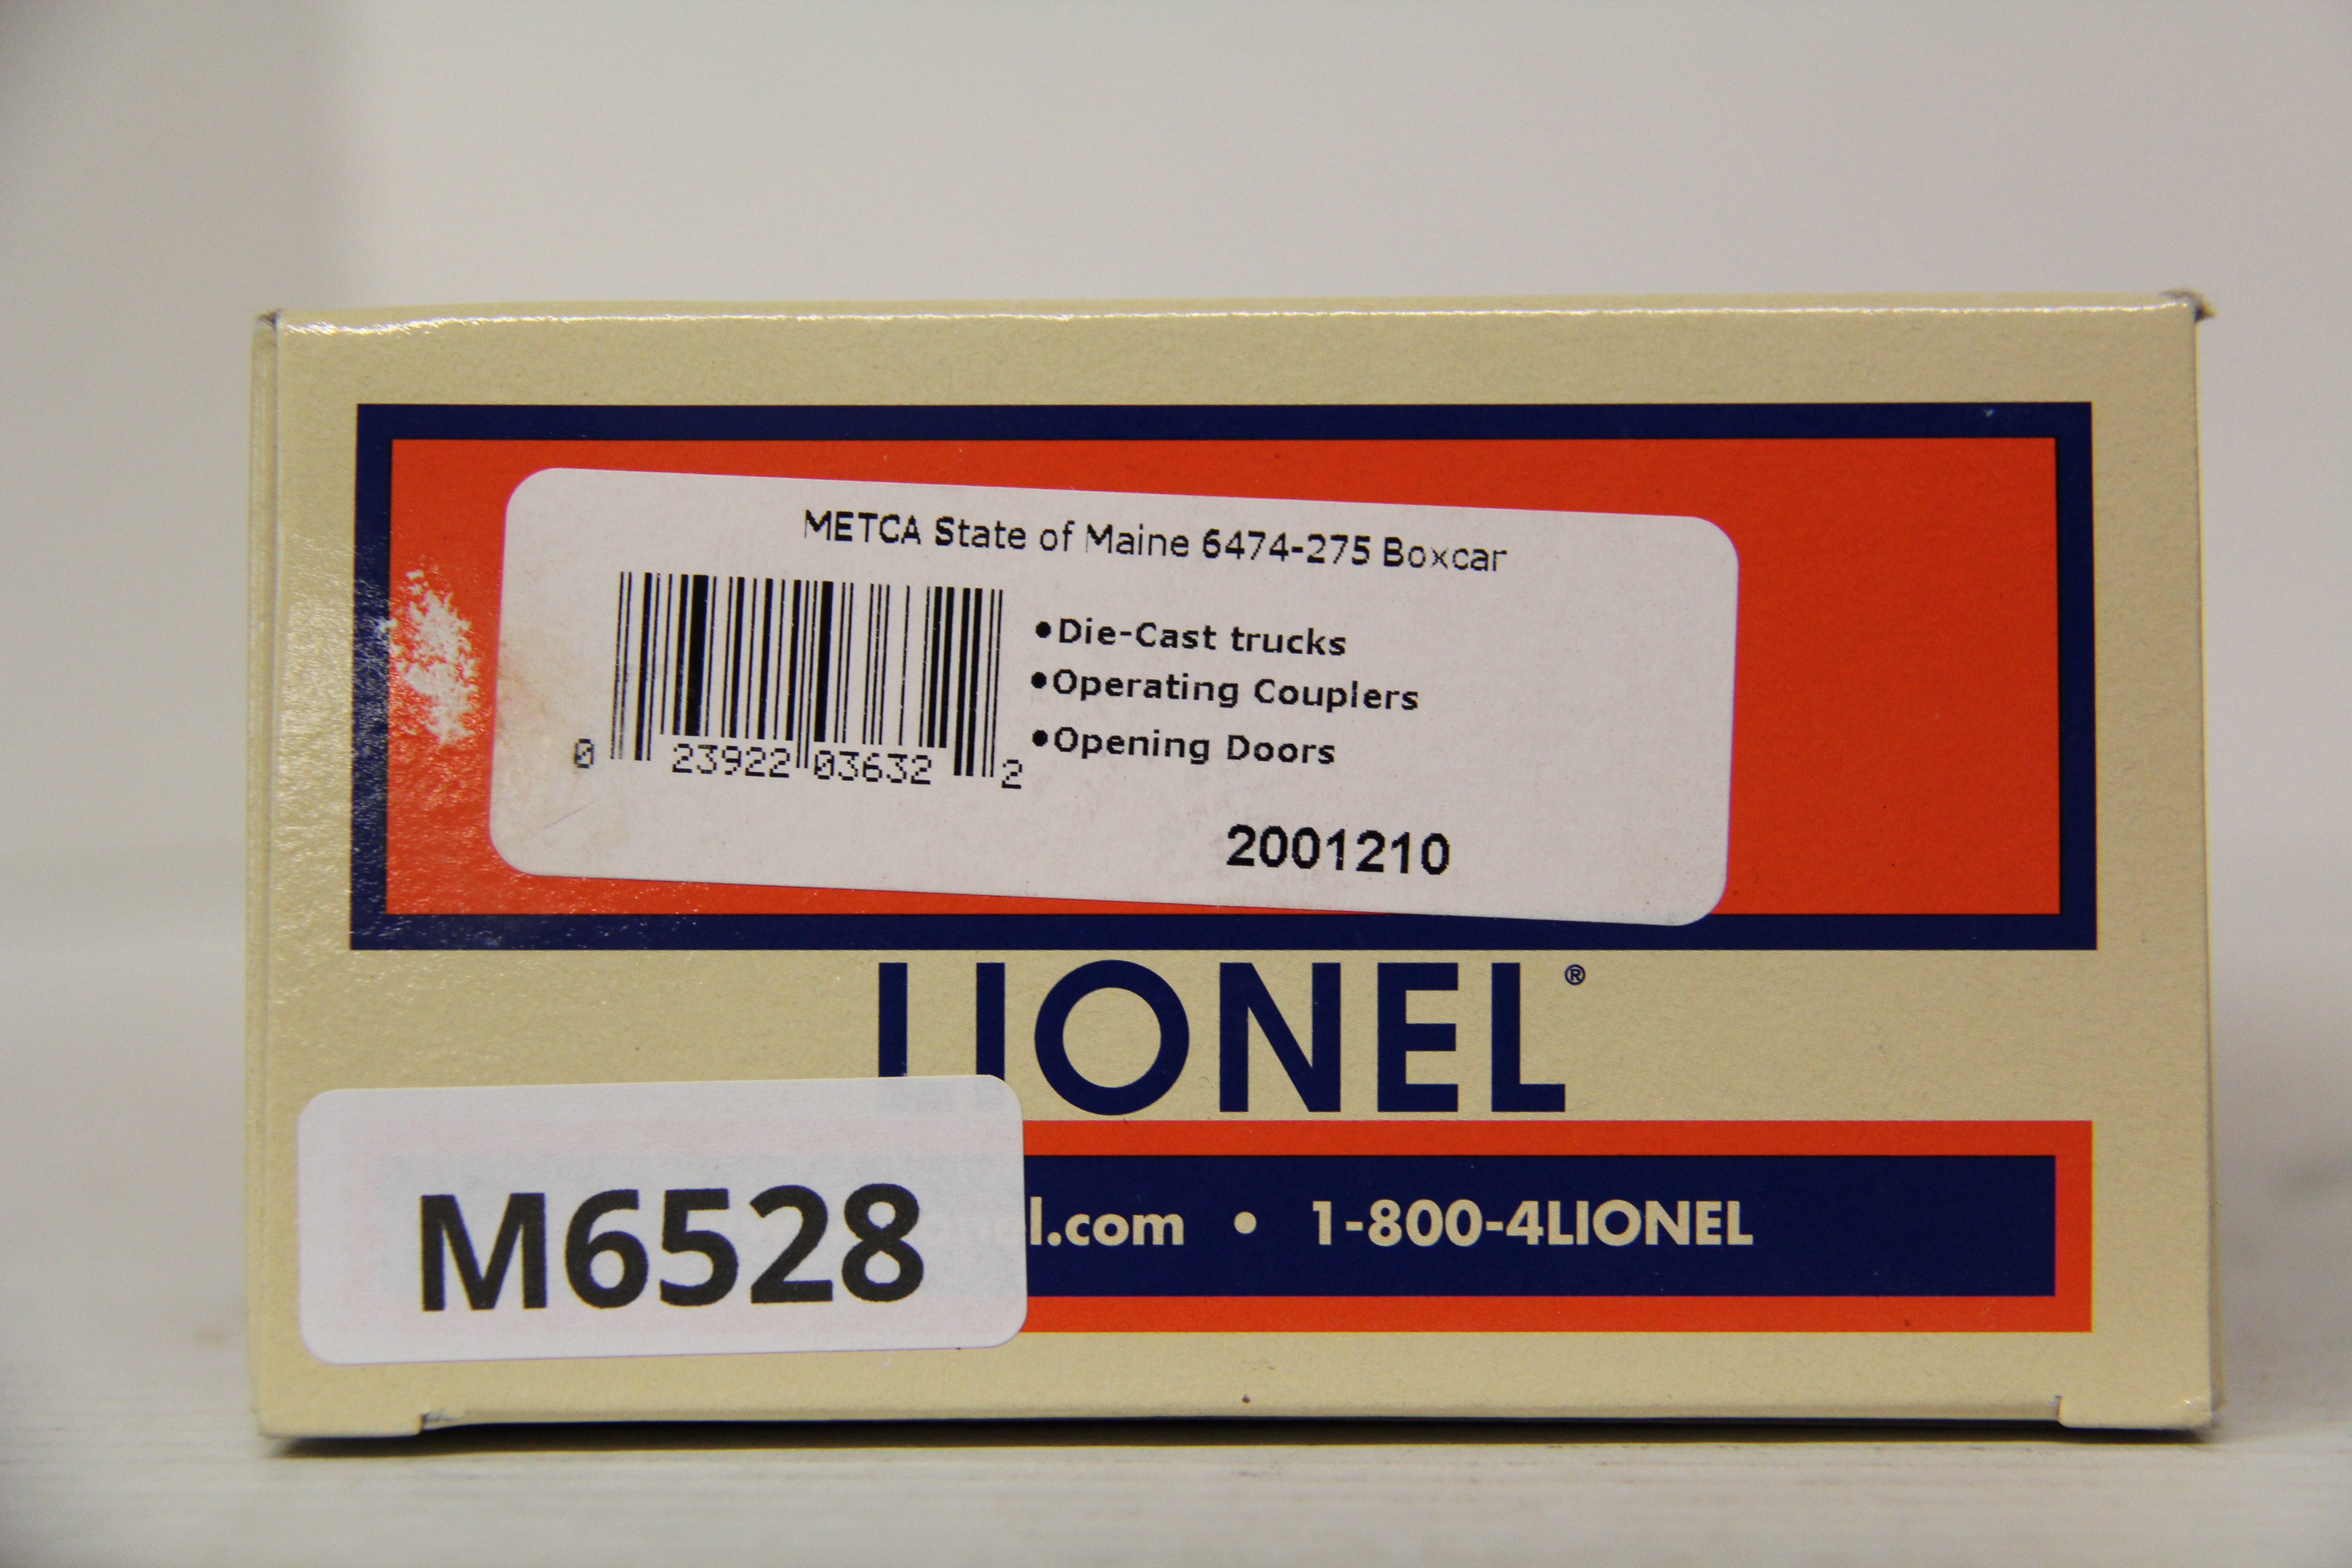 METCA State of Maine 6474-275 Boxcar
•Die-Cast trucks
•Operating Couplers
•Opening Doors
0 23922 03632 2
2001210
LIONEL®
M6528
l.com • 1-800-4LIONEL